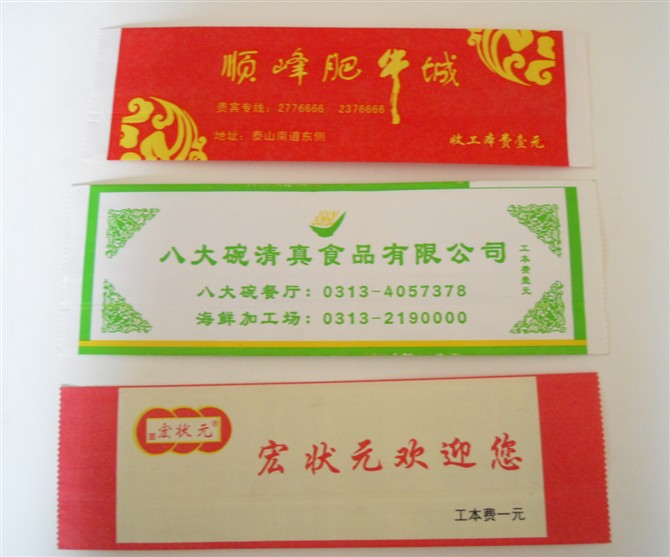 顺峰肥牛城
贵宾专线：2776666 2376666
地址：泰山南道东侧
收工本费壹元
八大碗清真食品有限公司
工本费壹元
八大碗餐厅：0313-4057378
海鲜加工场：0313-2190000
宏状元
宏状元欢迎您
工本费一元